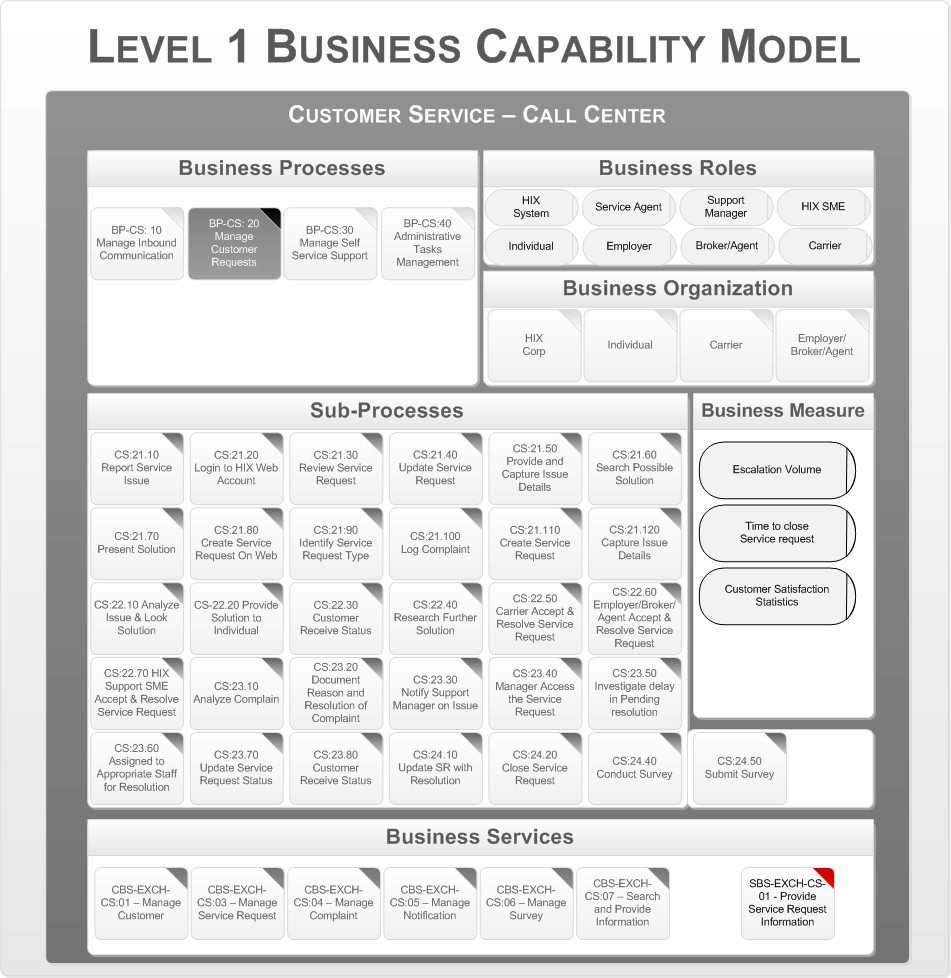 LEVEL 1 BUSINESS CAPABILITY MODEL
CUSTOMER SERVICE – CALL CENTER
Business Processes
BP-CS: 10
Manage Inbound
Communication
BP-CS: 20
Manage
Customer
Requests
BP-CS:30
Manage Self
Service Support
BP-CS:40
Administrative
Tasks
Management
Business Roles
HIX
System
Service Agent
Support
Manager
HIX SME
Individual
Employer
Broker/Agent
Carrier
Business Organization
HIX
Corp
Individual
Carrier
Employer/
Broker/Agent
Sub-Processes
CS:21.10
Report Service
Issue
CS:21.20
Login to HIX Web
Account
CS:21.30
Review Service
Request
CS:21.40
Update Service
Request
CS:21.50
Provide and
Capture Issue
Details
CS:21.60
Search Possible
Solution
CS:21.70
Present Solution
CS:21.80
Create Service
Request On Web
CS:21:90
Identify Service
Request Type
CS:21.100
Log Complaint
CS:21.110
Create Service
Request
CS:21.120
Capture Issue
Details
CS:22.10 Analyze
Issue & Look
Solution
CS-22.20 Provide
Solution to
Individual
CS:22.30
Customer
Receive Status
CS:22.40
Research Further
Solution
CS:22.50
Carrier Accept &
Resolve Service
Request
CS:22.60
Employer/Broker/
Agent Accept &
Resolve Service
Request
CS:22.70 HIX
Support SME
Accept & Resolve
Service Request
CS:23.10
Analyze Complain
CS:23.20
Document
Reason and
Resolution of
Complaint
CS:23.30
Notify Support
Manager on Issue
CS:23.40
Manager Access
the Service
Request
CS:23.50
Investigate delay
in Pending
resolution
CS:23.60
Assigned to
Appropriate Staff
for Resolution
CS:23.70
Update Service
Request Status
CS:23.80
Customer
Receive Status
CS:24.10
Update SR with
Resolution
CS:24.20
Close Service
Request
CS:24.40
Conduct Survey
CS:24.50
Submit Survey
Business Measure
Escalation Volume
Time to close
Service request
Customer Satisfaction
Statistics
Business Services
CBS-EXCH-
CS:01 – Manage
Customer
CBS-EXCH-
CS:03 – Manage
Service Request
CBS-EXCH-
CS:04 – Manage
Complaint
CBS-EXCH-
CS:05 – Manage
Notification
CBS-EXCH-
CS:06 – Manage
Survey
CBS-EXCH-
CS:07 – Search
and Provide
Information
SBS-EXCH-CS-
01 - Provide
Service Request
Information